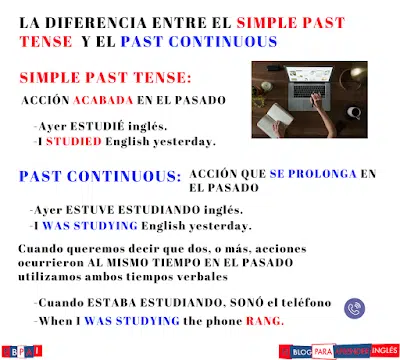 LA DIFERENCIA ENTRE EL SIMPLE PAST
TENSE Y EL PAST CONTINUOUS
SIMPLE PAST TENSE:
ACCIÓN ACABADA EN EL PASADO
-Ayer ESTUDIÉ inglés.
-I STUDIED English yesterday.
PAST CONTINUOUS: ACCIÓN QUE SE PROLONGA EN
EL PASADO
-Ayer ESTUVE ESTUDIANDO inglés.
-I WAS STUDYING English yesterday.
Cuando queremos decir que dos, o más, acciones
ocurrieron AL MISMO TIEMPO EN EL PASADO
utilizamos ambos tiempos verbales
-Cuando ESTABA ESTUDIANDO, SONÓ el teléfono
-When I WAS STUDYING the phone RANG.
BPAI
BLOG PARA APRENDER INGLÉS